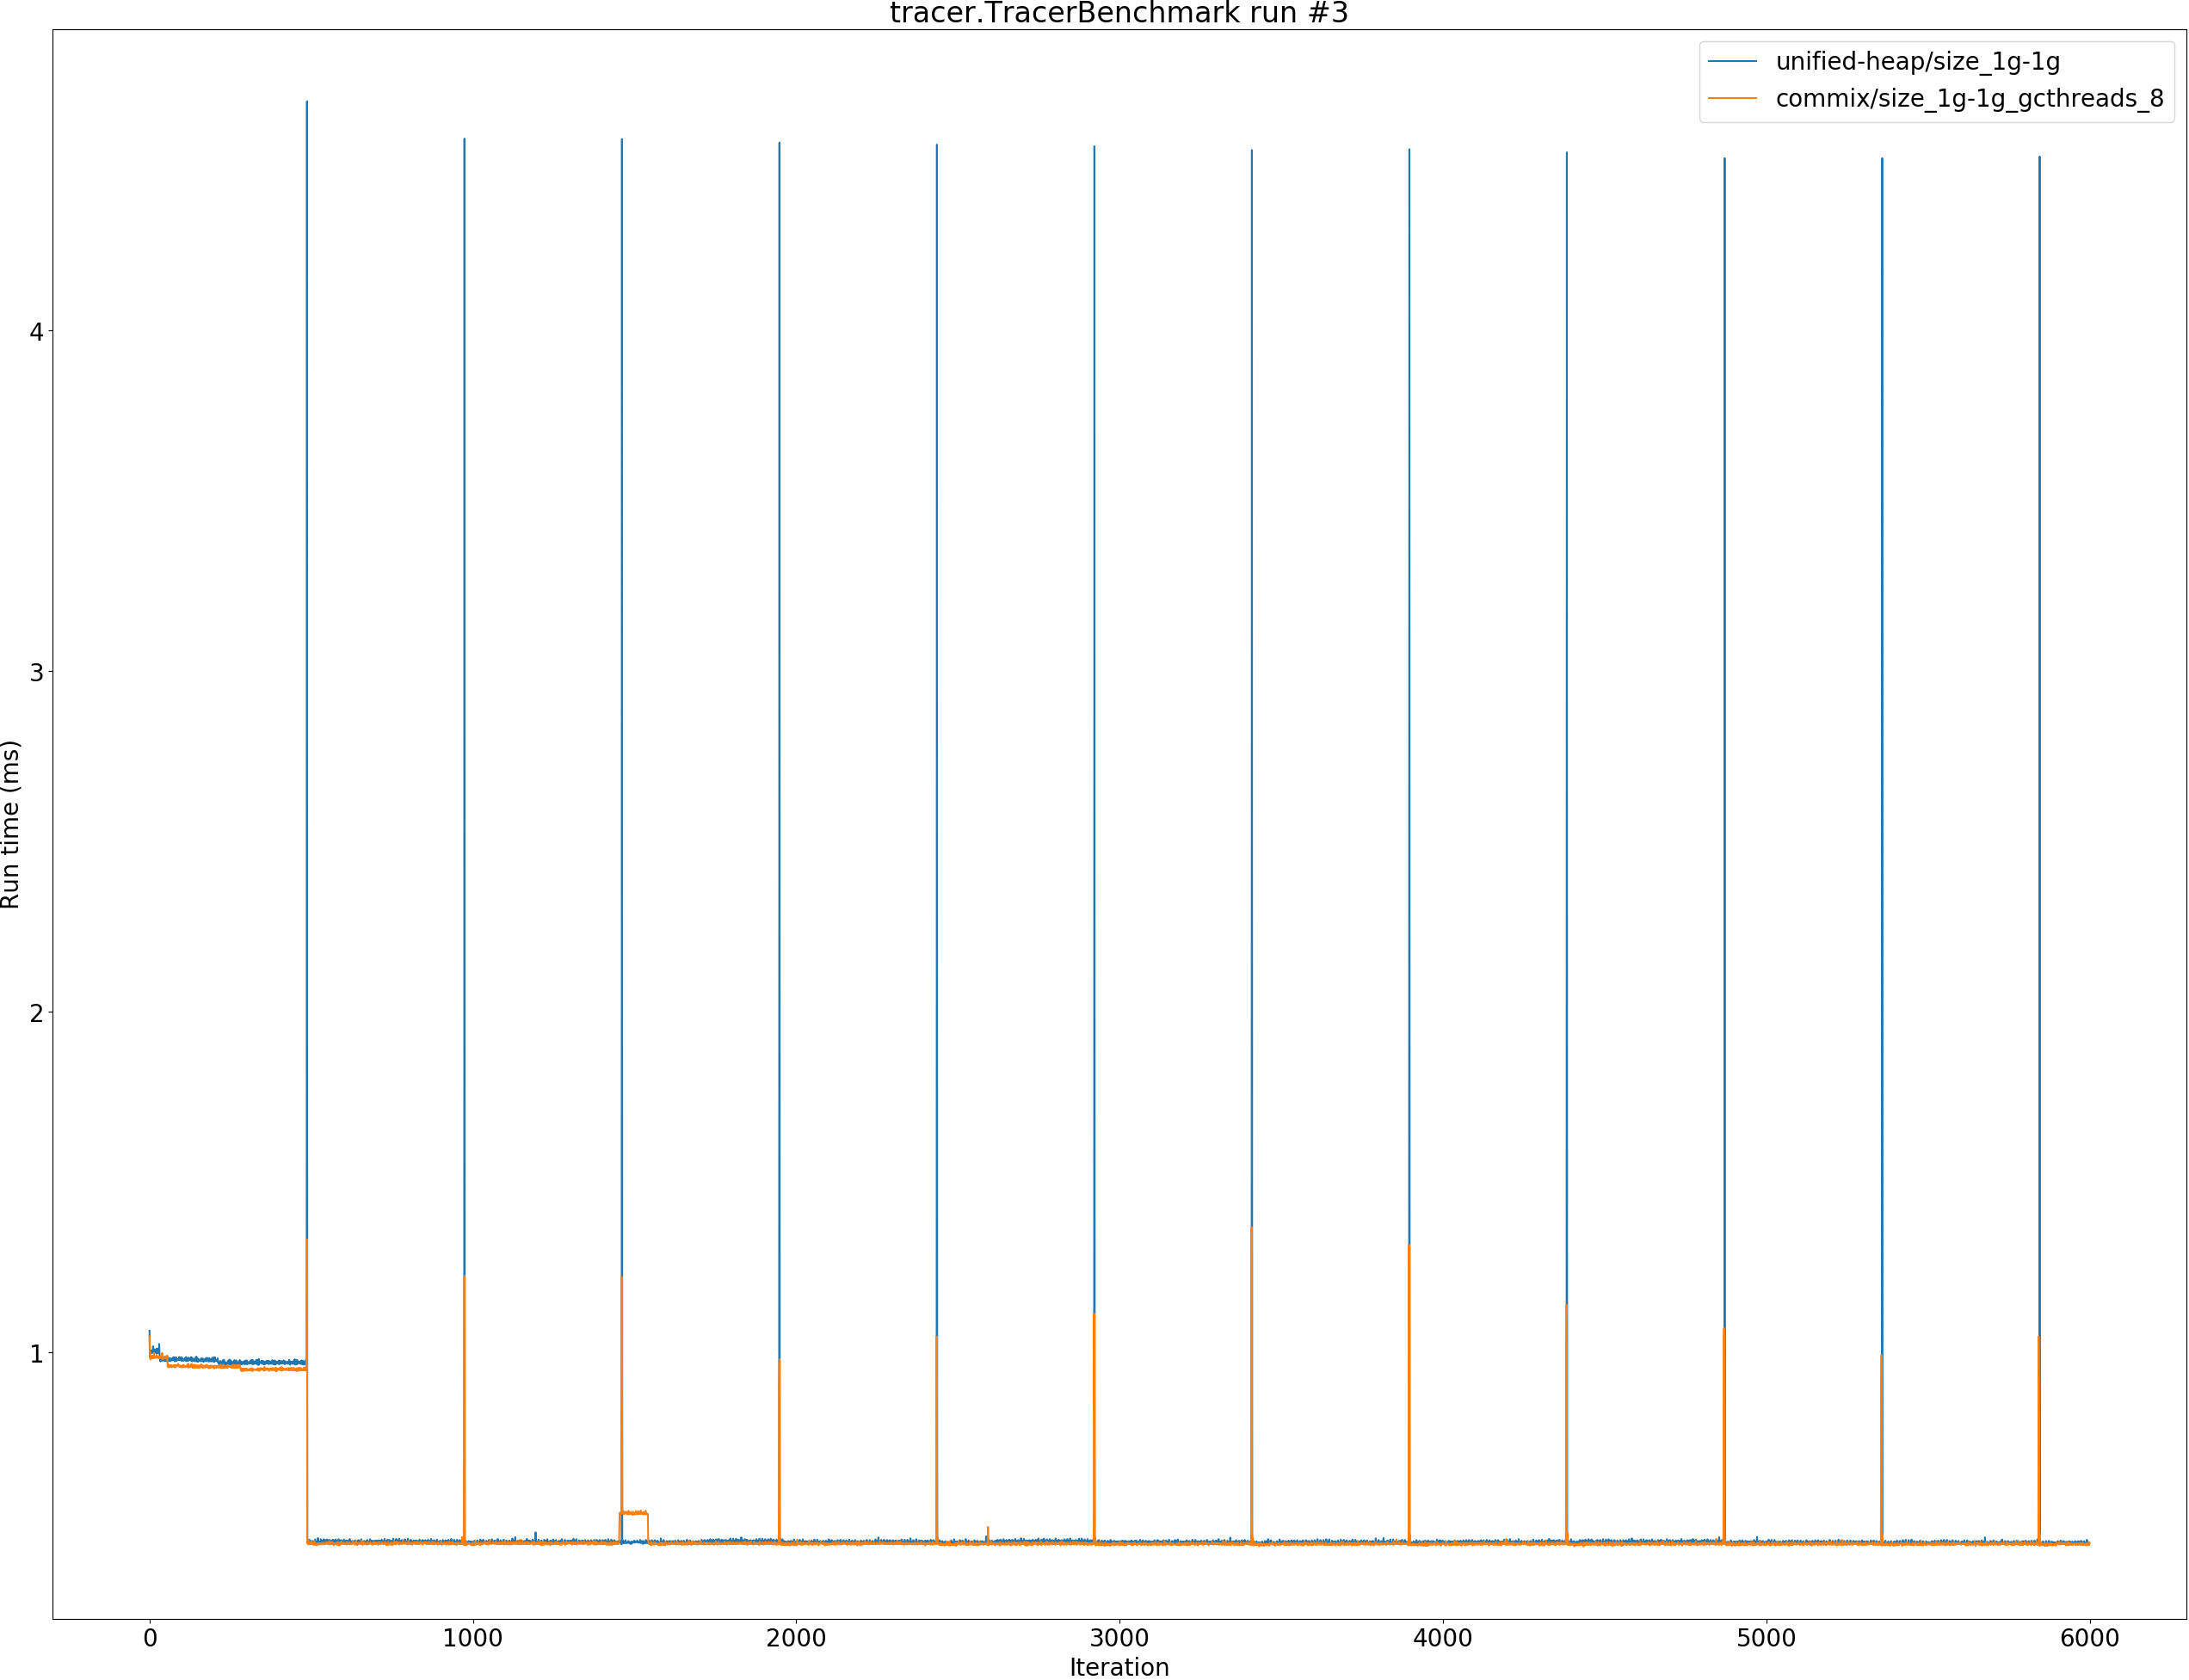 tracer.TracerBenchmark run #3
unified-heap/size_1g-1g
commix/size_1g-1g_gcthreads_8
Run time (ms)
4
3
2
1
0 1000 2000 3000 4000 5000 6000
Iteration